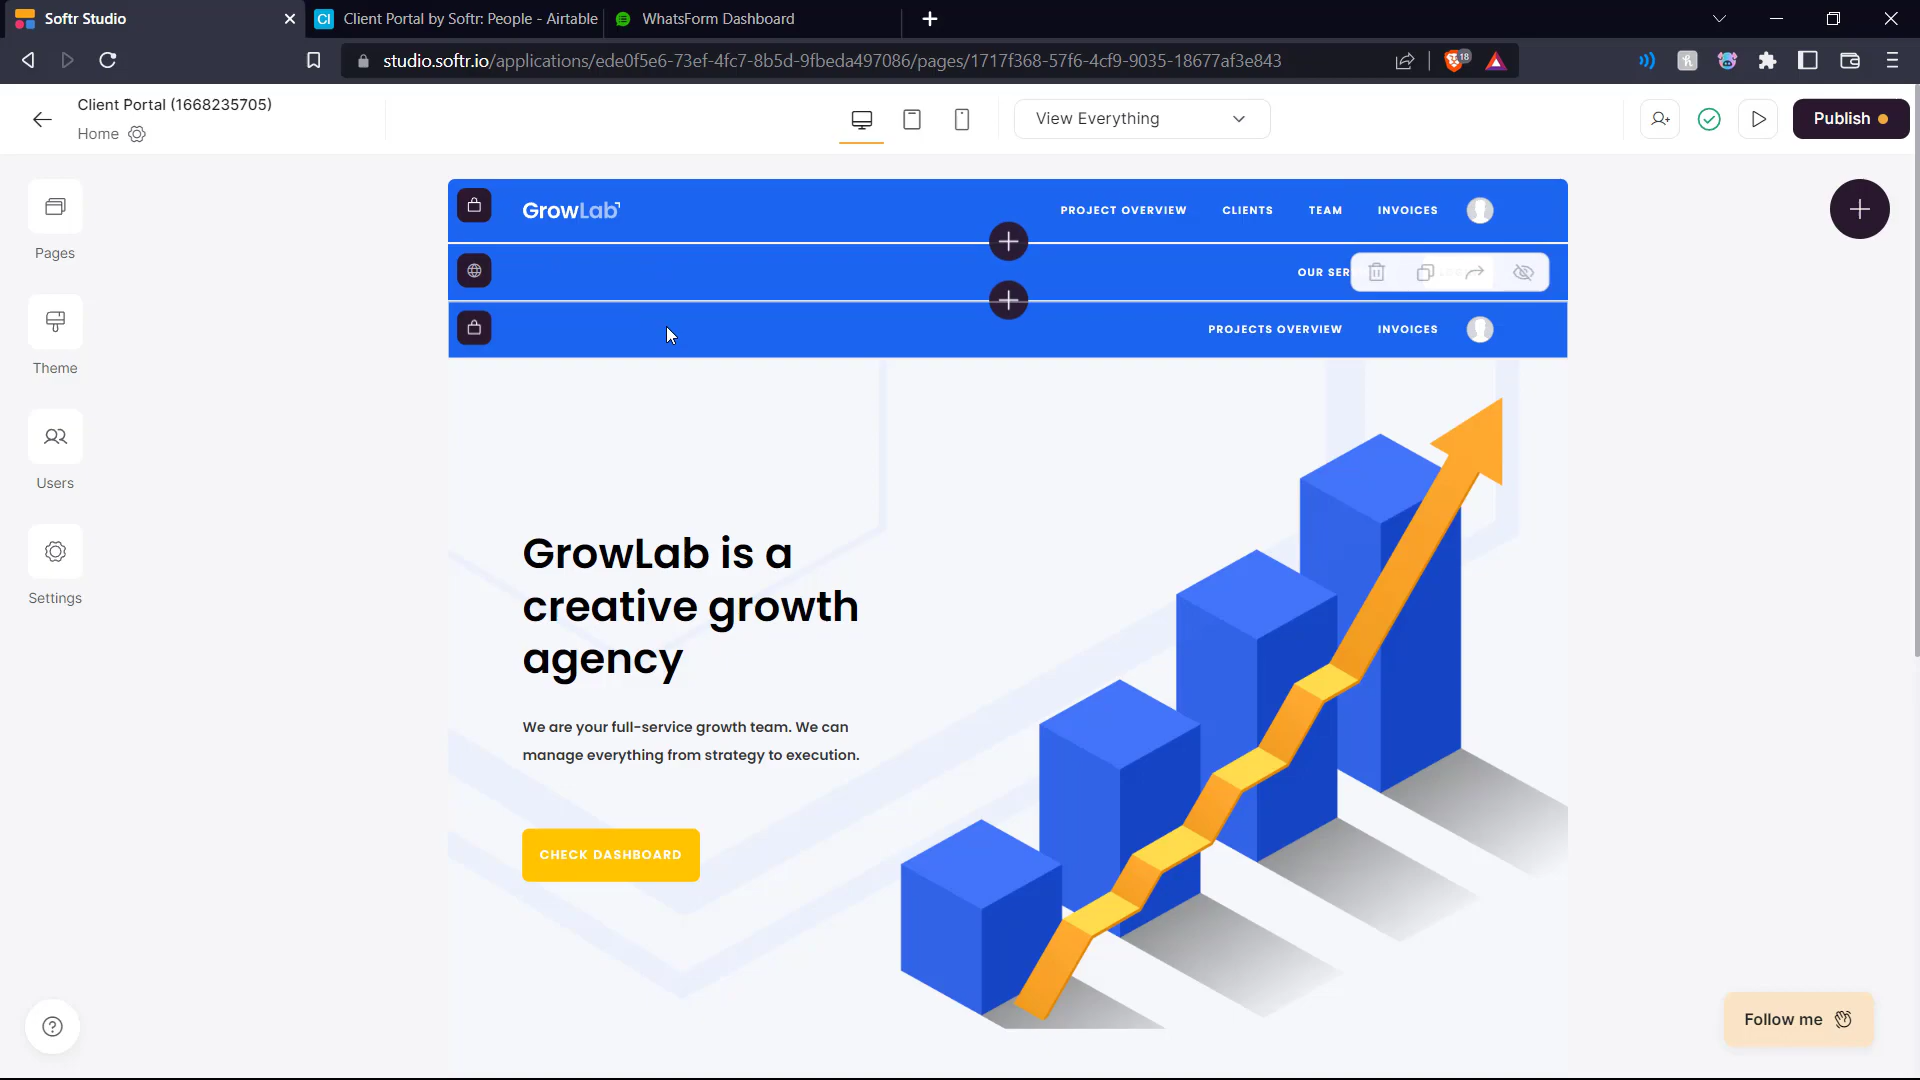 Softr Studio
CI Client Portal by Softr: People - Airtable
WhatsForm Dashboard
studio.softr.io/applications/ede0f5e6-73ef-4fc7-8b5d-9fbeda497086/pages/1717f368-57f6-4cf9-9035-18677af3e843
18
Client Portal (1668235705)
Home
View Everything
Publish
Pages
Theme
Users
Settings
GrowLab
PROJECT OVERVIEW
CLIENTS
TEAM
INVOICES
OUR SER
PROJECTS OVERVIEW
INVOICES
GrowLab is a
creative growth
agency
We are your full-service growth team. We can
manage everything from strategy to execution.
CHECK DASHBOARD
Follow me